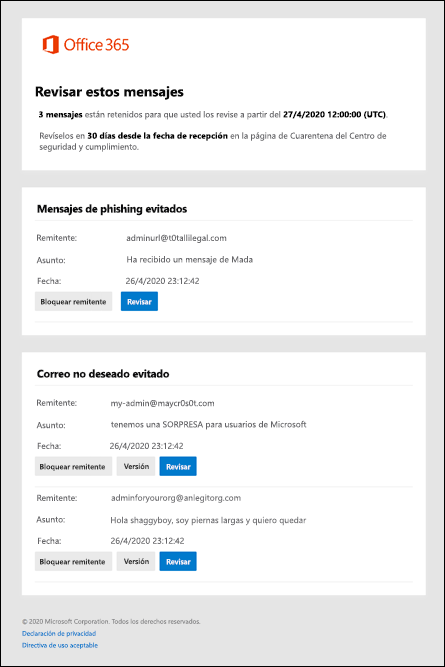 Office 365
Revisar estos mensajes
3 mensajes están retenidos para que usted los revise a partir del 27/4/2020 12:00:00 (UTC).
Revíselos en 30 días desde la fecha de recepción en la página de Cuarentena del Centro de
seguridad y cumplimiento.
Mensajes de phishing evitados
Remitente: adminurl@t0tallillegal.com
Asunto: Ha recibido un mensaje de Mada
Fecha: 26/4/2020 23:12:42
Bloquear remitente Revisar
Correo no deseado evitado
Remitente: my-admin@maycr0s0t.com
Asunto: tenemos una SORPRESA para usuarios de Microsoft
Fecha: 26/4/2020 23:12:42
Bloquear remitente Versión Revisar
Remitente: adminforyourorg@anlegitorg.com
Asunto: Hola shaggyboy, soy piernas largas y quiero quedar
Fecha: 26/4/2020 23:12:42
Bloquear remitente Versión Revisar
© 2020 Microsoft Corporation. Todos los derechos reservados.
Declaración de privacidad
Directiva de uso aceptable